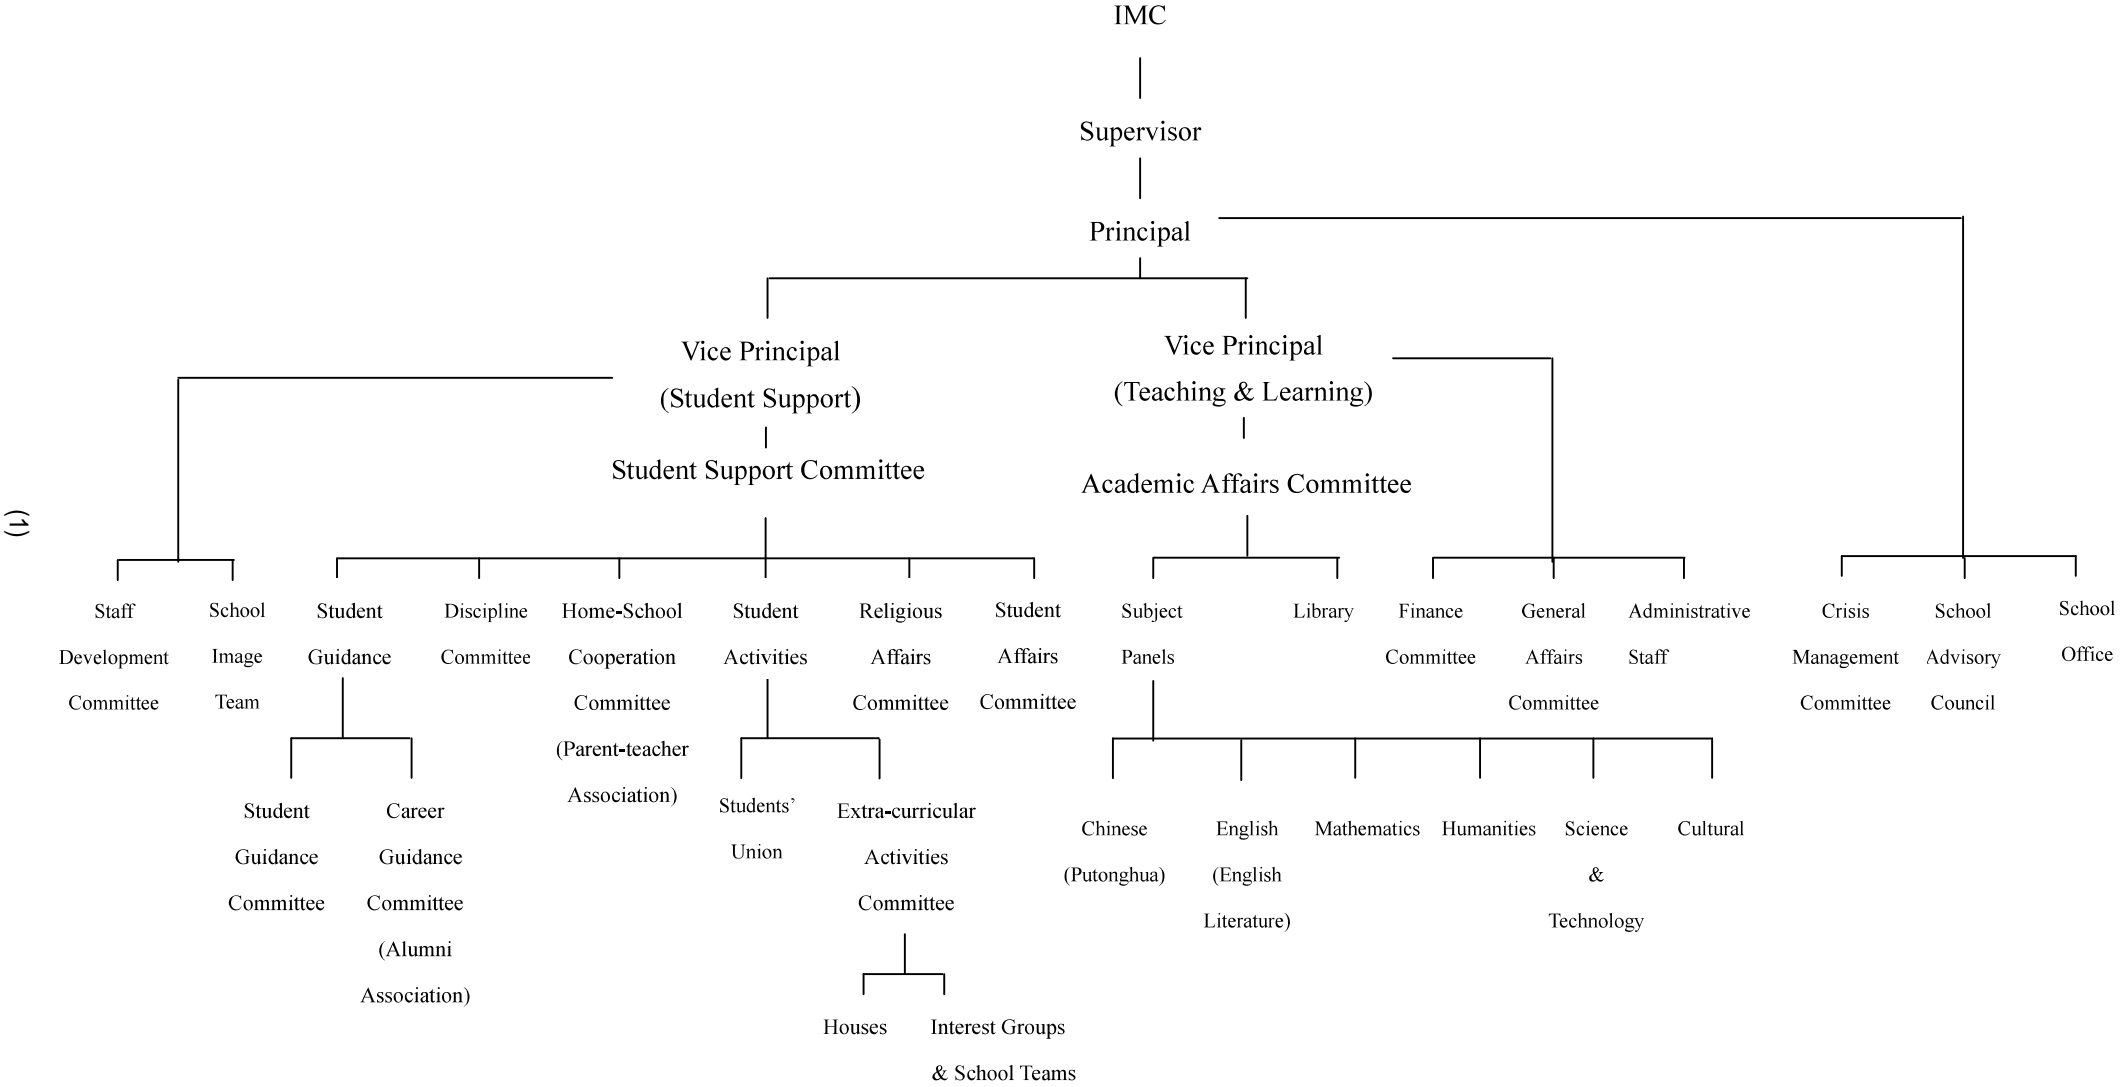 IMC
Supervisor
Principal
Vice Principal
(Student Support)
Vice Principal
(Teaching & Learning)
Student Support Committee
Academic Affairs Committee
(1)
Staff
Development
Committee
School
Image
Team
Student
Guidance
Discipline
Committee
Home-School
Cooperation
Committee
(Parent-teacher
Association)
Student
Activities
Religious
Affairs
Committee
Student
Affairs
Committee
Subject
Panels
Library
Finance
Committee
General
Affairs
Committee
Administrative
Staff
Crisis
Management
Committee
School
Advisory
Council
School
Office
Student
Guidance
Committee
Career
Guidance
Committee
(Alumni
Association)
Students’
Union
Extra-curricular
Activities
Committee
Chinese
(Putonghua)
English
(English
Literature)
Mathematics
Humanities
Science
&
Technology
Cultural
Houses
Interest Groups
& School Teams